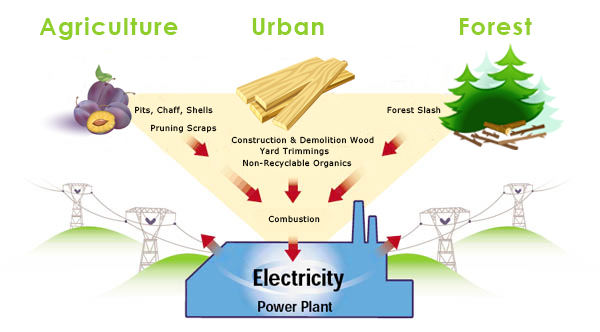 Agriculture
Urban
Forest
Pits, Chaff, Shells
Pruning Scraps
Construction & Demolition Wood
Yard Trimmings
Non-Recyclable Organics
Forest Slash
Combustion
Electricity
Power Plant